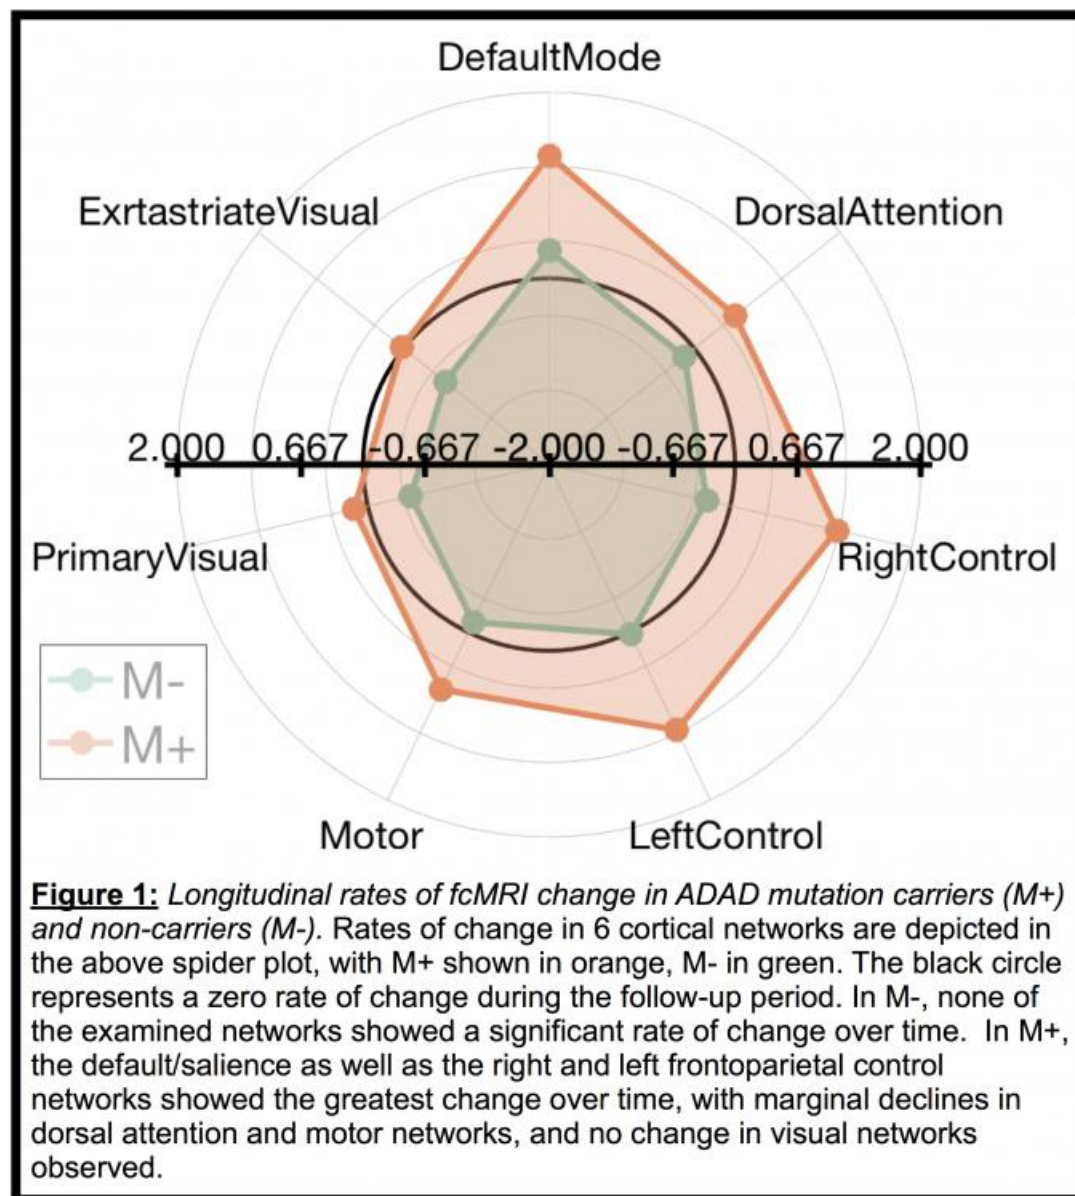 DefaultMode
ExrtastriateVisual
DorsalAttention
2.000 0.667 -0.667 -2.000 -0.667 0.667 2.000
PrimaryVisual
RightControl
M-
M+
Motor
LeftControl
Figure 1: Longitudinal rates of fcMRI change in ADAD mutation carriers (M+)
and non-carriers (M-). Rates of change in 6 cortical networks are depicted in
the above spider plot, with M+ shown in orange, M- in green. The black circle
represents a zero rate of change during the follow-up period. In M-, none of
the examined networks showed a significant rate of change over time.  In M+,
the default/salience as well as the right and left frontoparietal control
networks showed the greatest change over time, with marginal declines in
dorsal attention and motor networks, and no change in visual networks
observed.